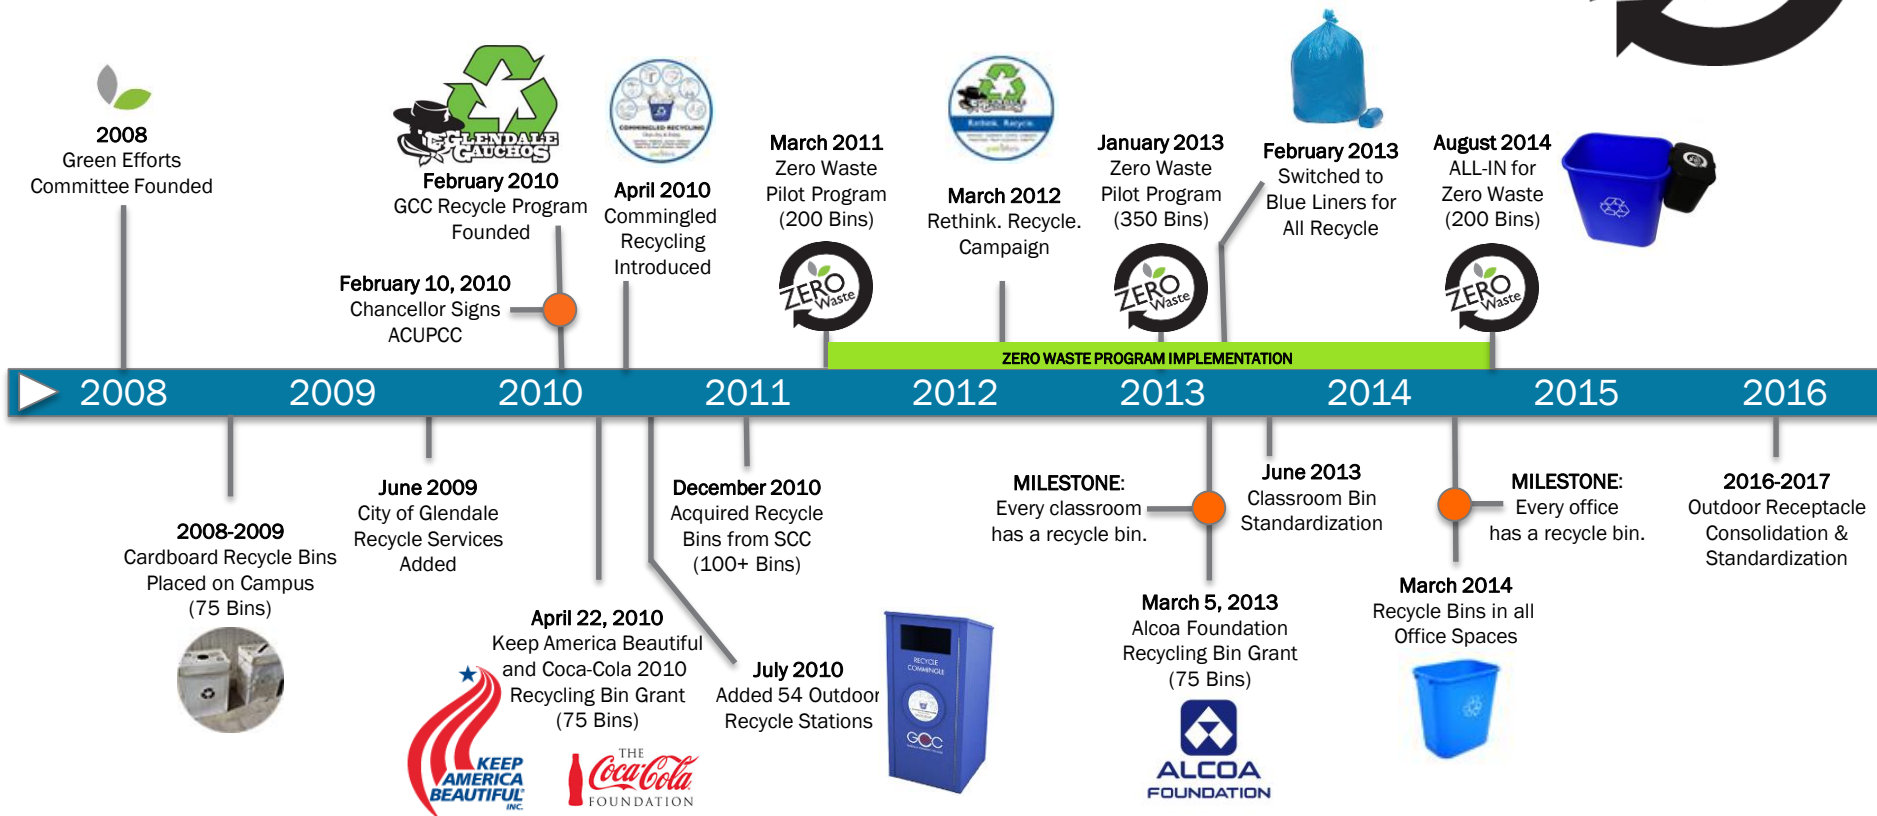 2008
Green Efforts
Committee Founded
GLENDALE
GAUCHOS
February 2010
GCC Recycle Program
Founded
February 10, 2010
Chancellor Signs
ACUPCC
COMMINGLED RECYCLING
April 2010
Commingled
Recycling
Introduced
March 2011
Zero Waste
Pilot Program
(200 Bins)
ZERO
Waste
Rethink. Recycle.
March 2012
Rethink. Recycle.
Campaign
January 2013
Zero Waste
Pilot Program
(350 Bins)
ZERO
Waste
February 2013
Switched to
Blue Liners for
All Recycle
August 2014
ALL-IN for
Zero Waste
(200 Bins)
ZERO
Waste
ZERO WASTE PROGRAM IMPLEMENTATION
2008 2009 2010 2011 2012 2013 2014 2015 2016
2008-2009
Cardboard Recycle Bins
Placed on Campus
(75 Bins)
June 2009
City of Glendale
Recycle Services
Added
April 22, 2010
Keep America Beautiful
and Coca-Cola 2010
Recycling Bin Grant
(75 Bins)
KEEP
AMERICA
BEAUTIFUL
INC.
THE
Coca-Cola
FOUNDATION
July 2010
Added 54 Outdoor
Recycle Stations
December 2010
Acquired Recycle
Bins from SCC
(100+ Bins)
RECYCLE
COMMINGLE
GCC
MILESTONE:
Every classroom
has a recycle bin.
March 5, 2013
Alcoa Foundation
Recycling Bin Grant
(75 Bins)
ALCOA
FOUNDATION
June 2013
Classroom Bin
Standardization
MILESTONE:
Every office
has a recycle bin.
March 2014
Recycle Bins in all
Office Spaces
2016-2017
Outdoor Receptacle
Consolidation &
Standardization